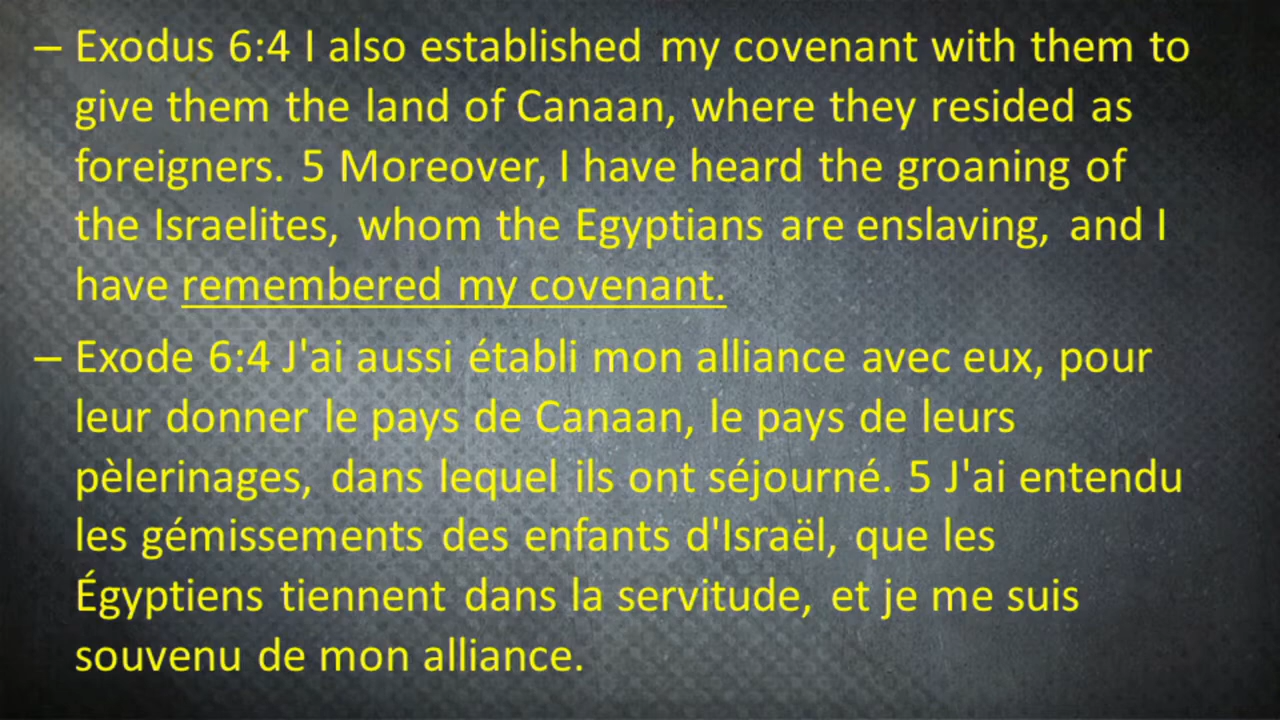 – Exodus 6:4 I also established my covenant with them to
give them the land of Canaan, where they resided as
foreigners. 5 Moreover, I have heard the groaning of
the Israelites, whom the Egyptians are enslaving, and I
have remembered my covenant.
– Exode 6:4 J'ai aussi établi mon alliance avec eux, pour
leur donner le pays de Canaan, le pays de leurs
pèlerinages, dans lequel ils ont séjourné. 5 J'ai entendu
les gémissements des enfants d'Israël, que les
Égyptiens tiennent dans la servitude, et je me suis
souvenu de mon alliance.